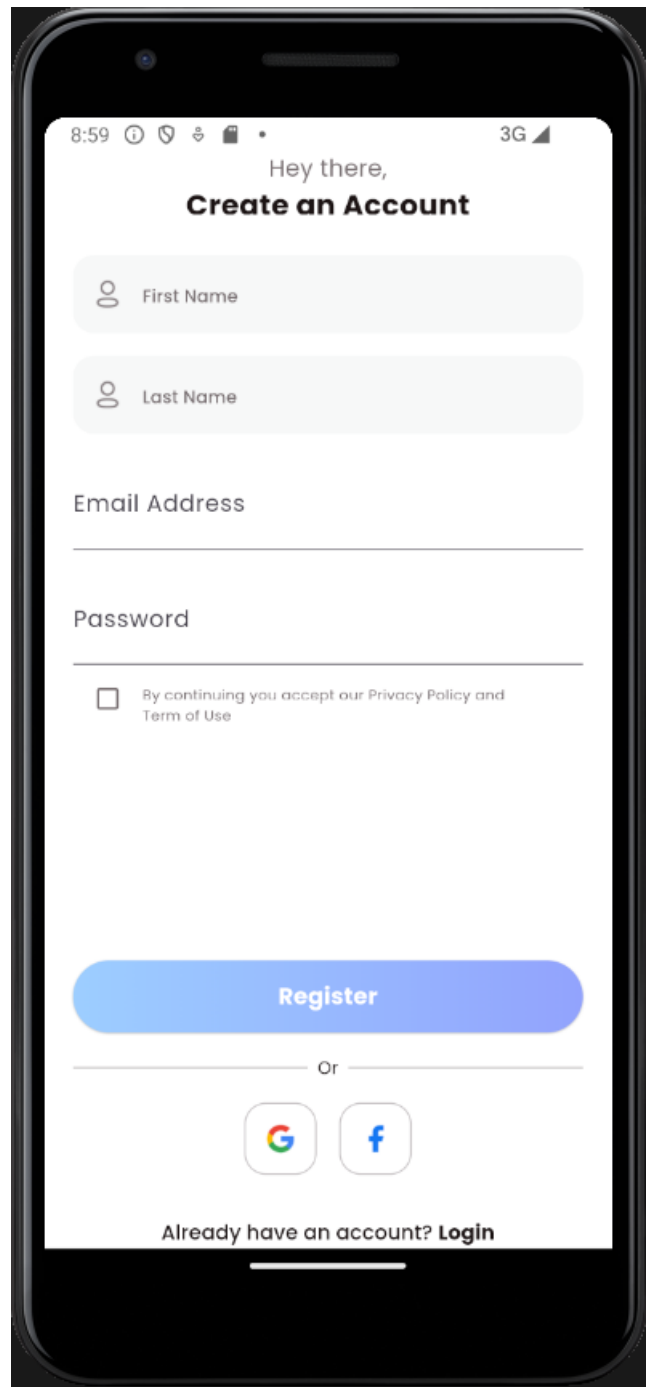 8:59 3G
Hey there,
Create an Account
First Name
Last Name
Email Address
Password
By continuing you accept our Privacy Policy and
Term of Use
Register
Or
G f
Already have an account? Login